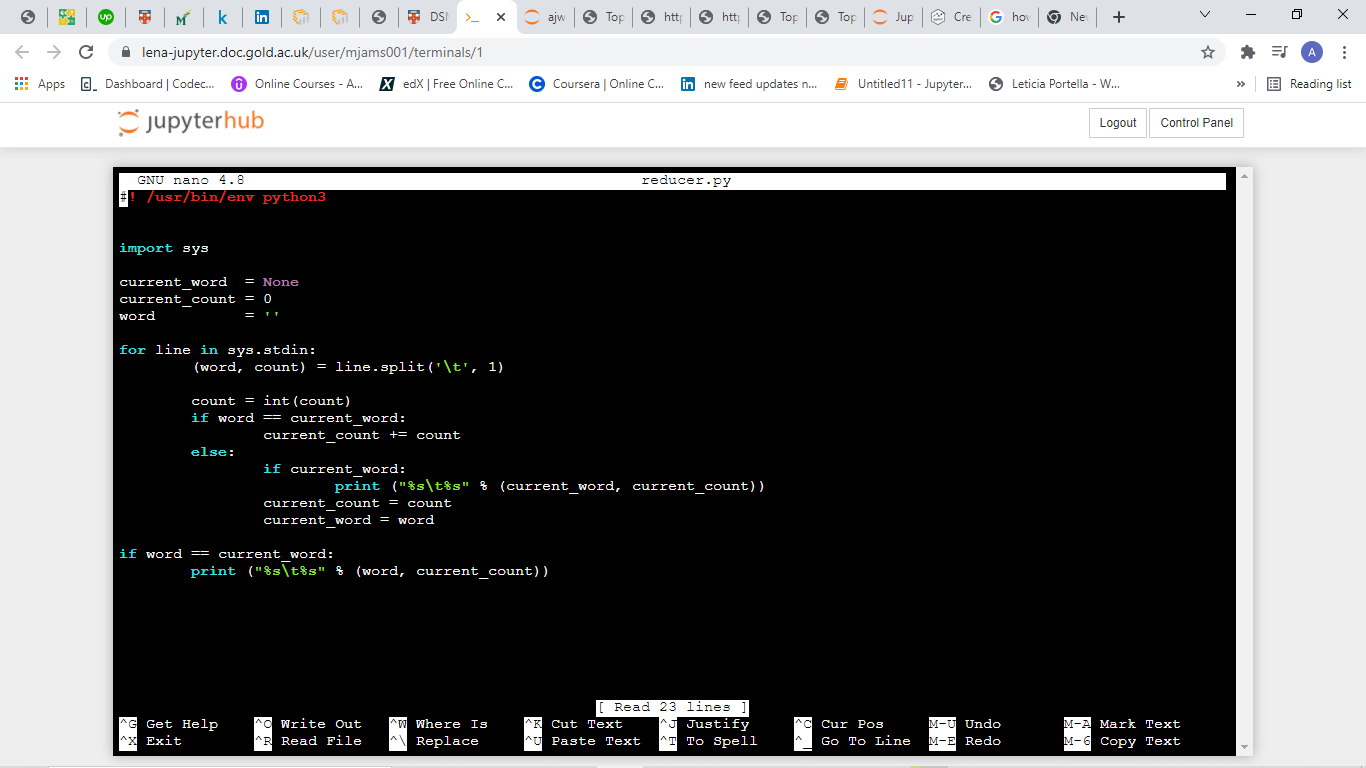 DSM
ajw
Top
http
http
Top
Top
Jup
Cre
how
Nev
lena-jupyter.doc.gold.ac.uk/user/mjams001/terminals/1
A
Apps
Dashboard | Codec...
Online Courses - A...
edX | Free Online C...
Coursera | Online C...
new feed updates n...
Untitled11 - Jupyter...
Leticia Portella - W...
»
Reading list
jupyterhub
Logout
Control Panel
GNU nano 4.8 reducer.py
#! /usr/bin/env python3
import sys
current_word  = None
current_count = 0
word          = ''
for line in sys.stdin:
        (word, count) = line.split('\t', 1)
        count = int(count)
        if word == current_word:
                current_count += count
        else:
                if current_word:
                        print ("%s\t%s" % (current_word, current_count))
                current_count = count
                current_word = word
if word == current_word:
        print ("%s\t%s" % (word, current_count))
[ Read 23 lines ]
^G Get Help ^O Write Out ^W Where Is ^K Cut Text ^J Justify ^C Cur Pos M-U Undo M-A Mark Text
^X Exit ^R Read File ^\ Replace ^U Paste Text ^T To Spell ^_ Go To Line M-E Redo M-6 Copy Text